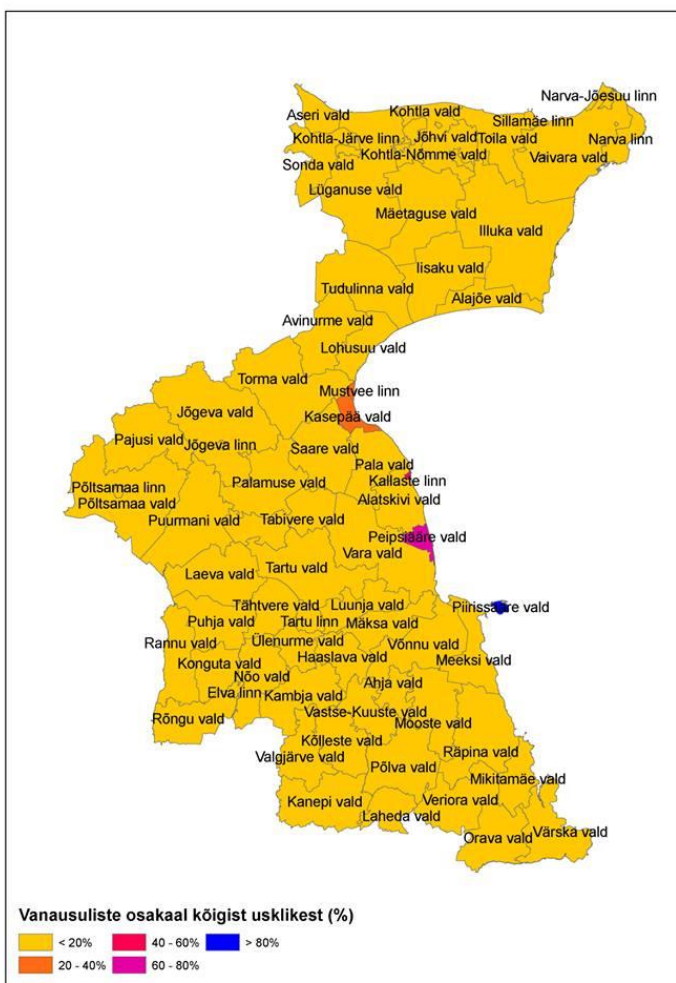 Narva-Jõesuu linn
Aseri vald
Kohtla vald
Sillamäe linn
Kohtla-Järve linn
Jõhvi vald
Toila vald
Narva linn
Kohtla-Nõmme vald
Vaivara vald
Sonda vald
Lüganuse vald
Mäetaguse vald
Illuka vald
Iisaku vald
Tudulinna vald
Alajõe vald
Avinurme vald
Lohusuu vald
Torma vald
Mustvee linn
Jõgeva vald
Kasepää vald
Pajusi vald
Jõgeva linn
Saare vald
Pala vald
Kallaste linn
Põltsamaa linn
Palamuse vald
Alatskivi vald
Põltsamaa vald
Puurmani vald
Tabivere vald
Peipsiääre vald
Vara vald
Laeva vald
Tartu vald
Tähtvere vald
Luunja vald
Piirissaare vald
Puhja vald
Tartu linn
Mäksa vald
Rannu vald
Ülenurme vald
Võnnu vald
Konguta vald
Haaslava vald
Meeksi vald
Nõo vald
Ahja vald
Elva linn
Kambja vald
Rõngu vald
Vastse-Kuuste vald
Mooste vald
Kõlleste vald
Valgjärve vald
Räpina vald
Põlva vald
Mikitamäe vald
Kanepi vald
Veriora vald
Laheda vald
Orava vald
Värska vald
Vanausuliste osakaal kõigist usklikest (%)
< 20%
40 - 60%
> 80%
20 - 40%
60 - 80%